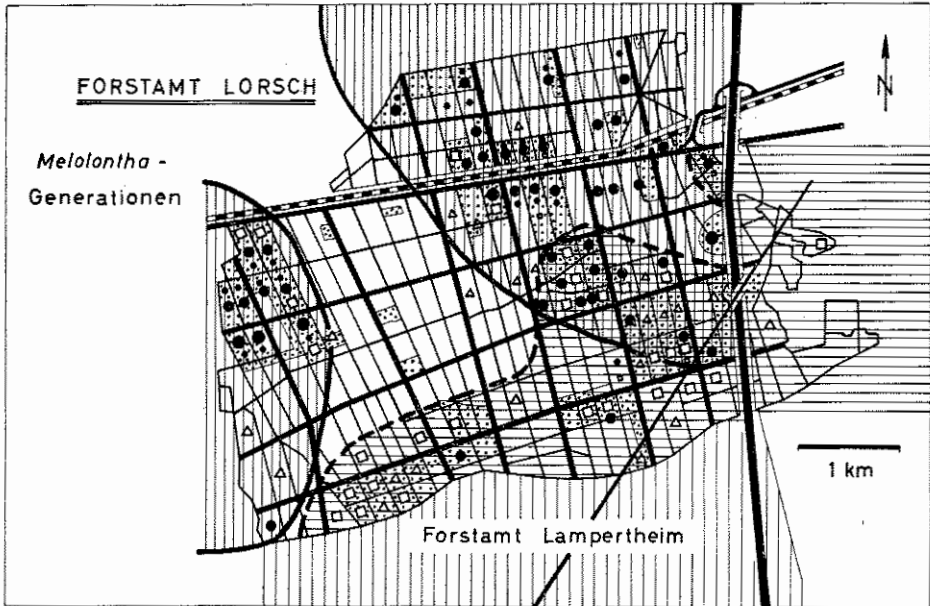 FORSTAMT LORSCH
N
Melolontha -
Generationen
1 km
Forstamt Lampertheim